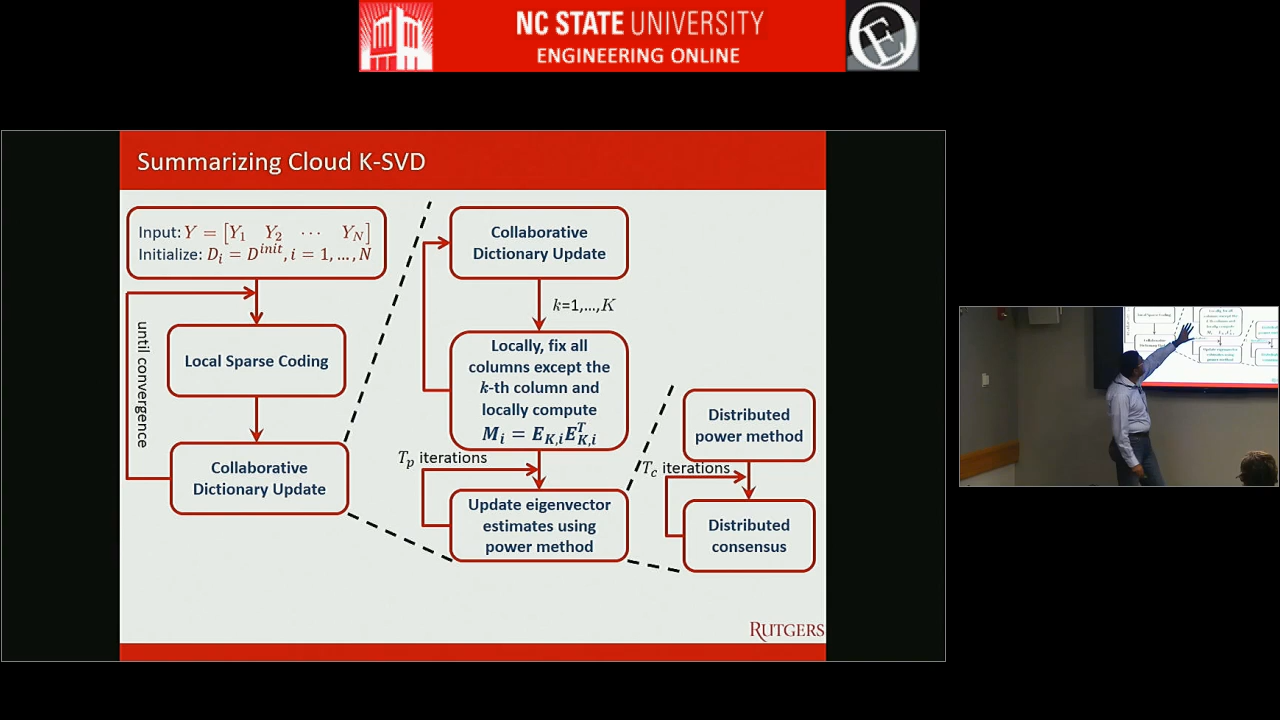 NC STATE UNIVERSITY
ENGINEERING ONLINE
E
Summarizing Cloud K-SVD
Input: Y = [Y₁ Y₂ ⋯ Y_N]
Initialize: D_i = D^init, i = 1, …, N
until convergence
Local Sparse Coding
Collaborative
Dictionary Update
Collaborative
Dictionary Update
k=1,…,K
Locally, fix all
columns except the
k-th column and
locally compute
M_i = E_{K,i}E_{K,i}^T
T_p iterations
Update eigenvector
estimates using
power method
Distributed
power method
T_c iterations
Distributed
consensus
RUTGERS